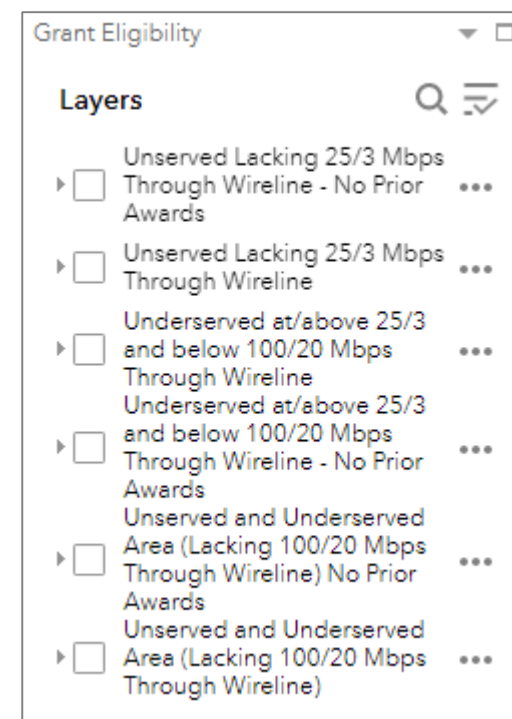 Grant Eligibility
Layers
Unserved Lacking 25/3 Mbps
Through Wireline - No Prior
Awards
Unserved Lacking 25/3 Mbps
Through Wireline
Underserved at/above 25/3
and below 100/20 Mbps
Through Wireline
Underserved at/above 25/3
and below 100/20 Mbps
Through Wireline - No Prior
Awards
Unserved and Underserved
Area (Lacking 100/20 Mbps
Through Wireline) No Prior
Awards
Unserved and Underserved
Area (Lacking 100/20 Mbps
Through Wireline)